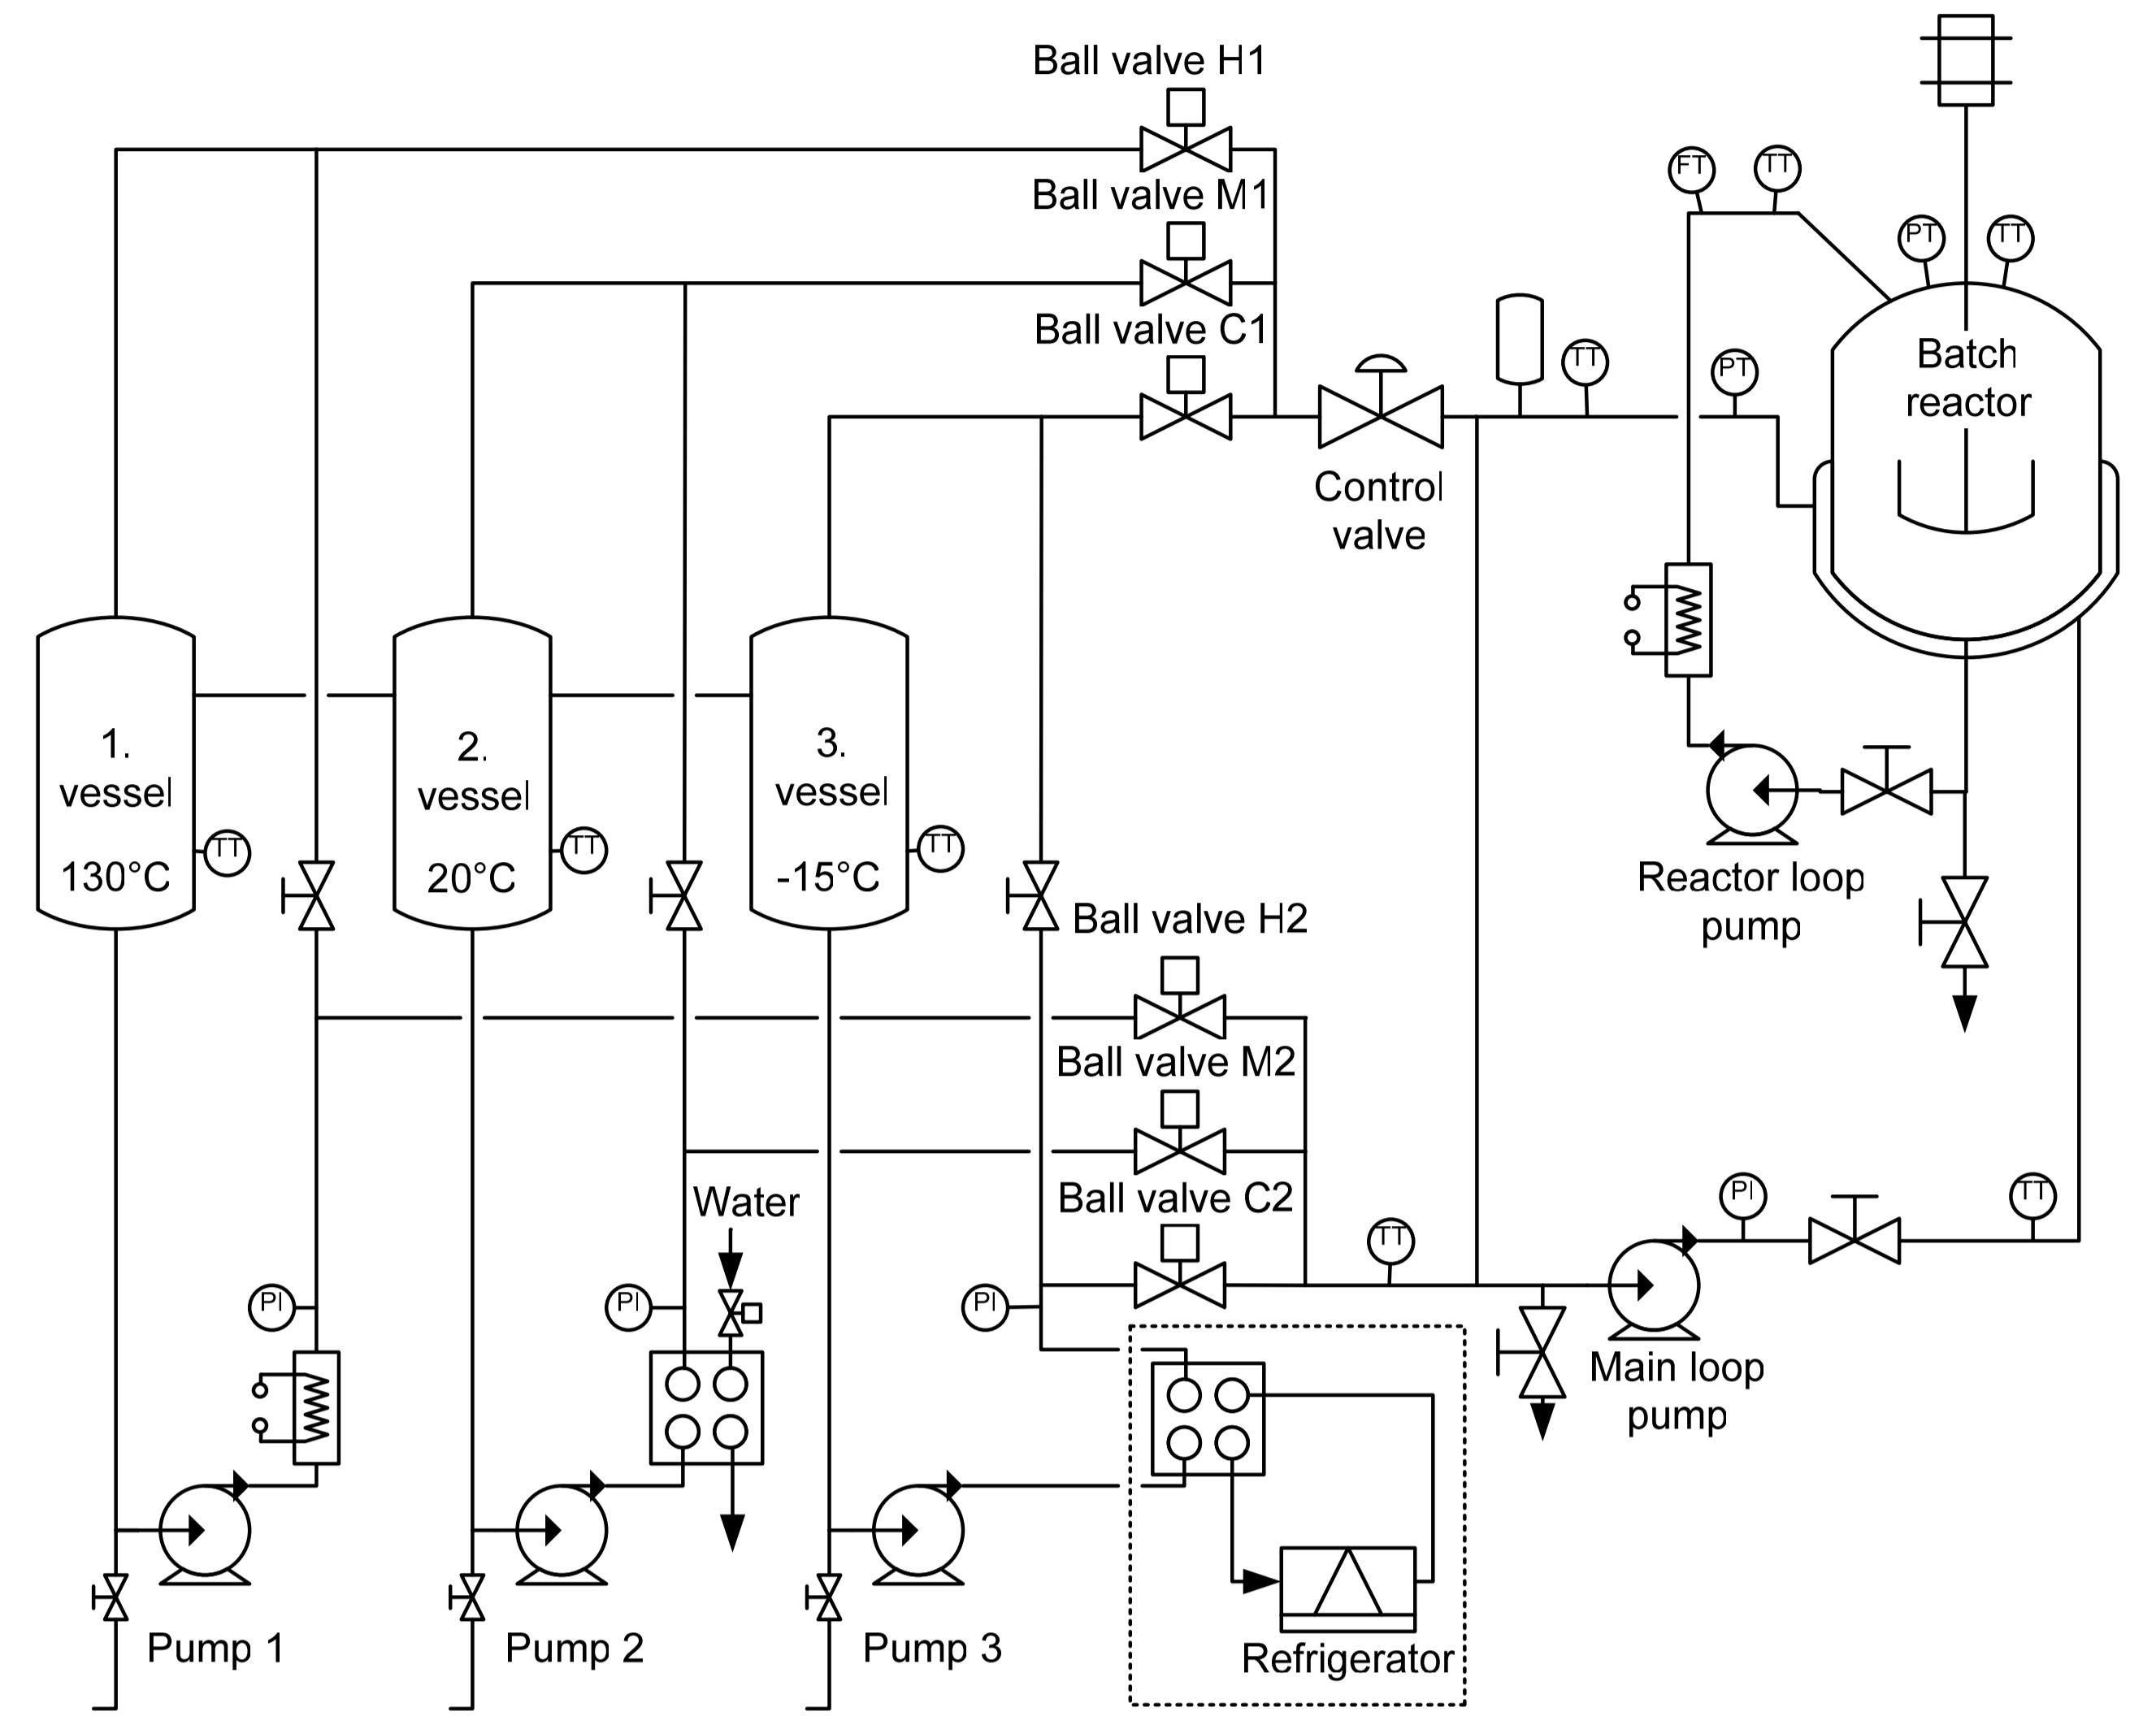 Ball valve H1
Ball valve M1
FT
TT
PT
TT
Ball valve C1
TT
PT
Batch
reactor
Control
valve
1.
vessel
130°C
TT
2.
vessel
20°C
TT
3.
vessel
-15°C
TT
Reactor loop
pump
Ball valve H2
Ball valve M2
Water
Ball valve C2
TT
PI
TT
PI
PI
PI
Main loop
pump
Pump 1
Pump 2
Pump 3
Refrigerator